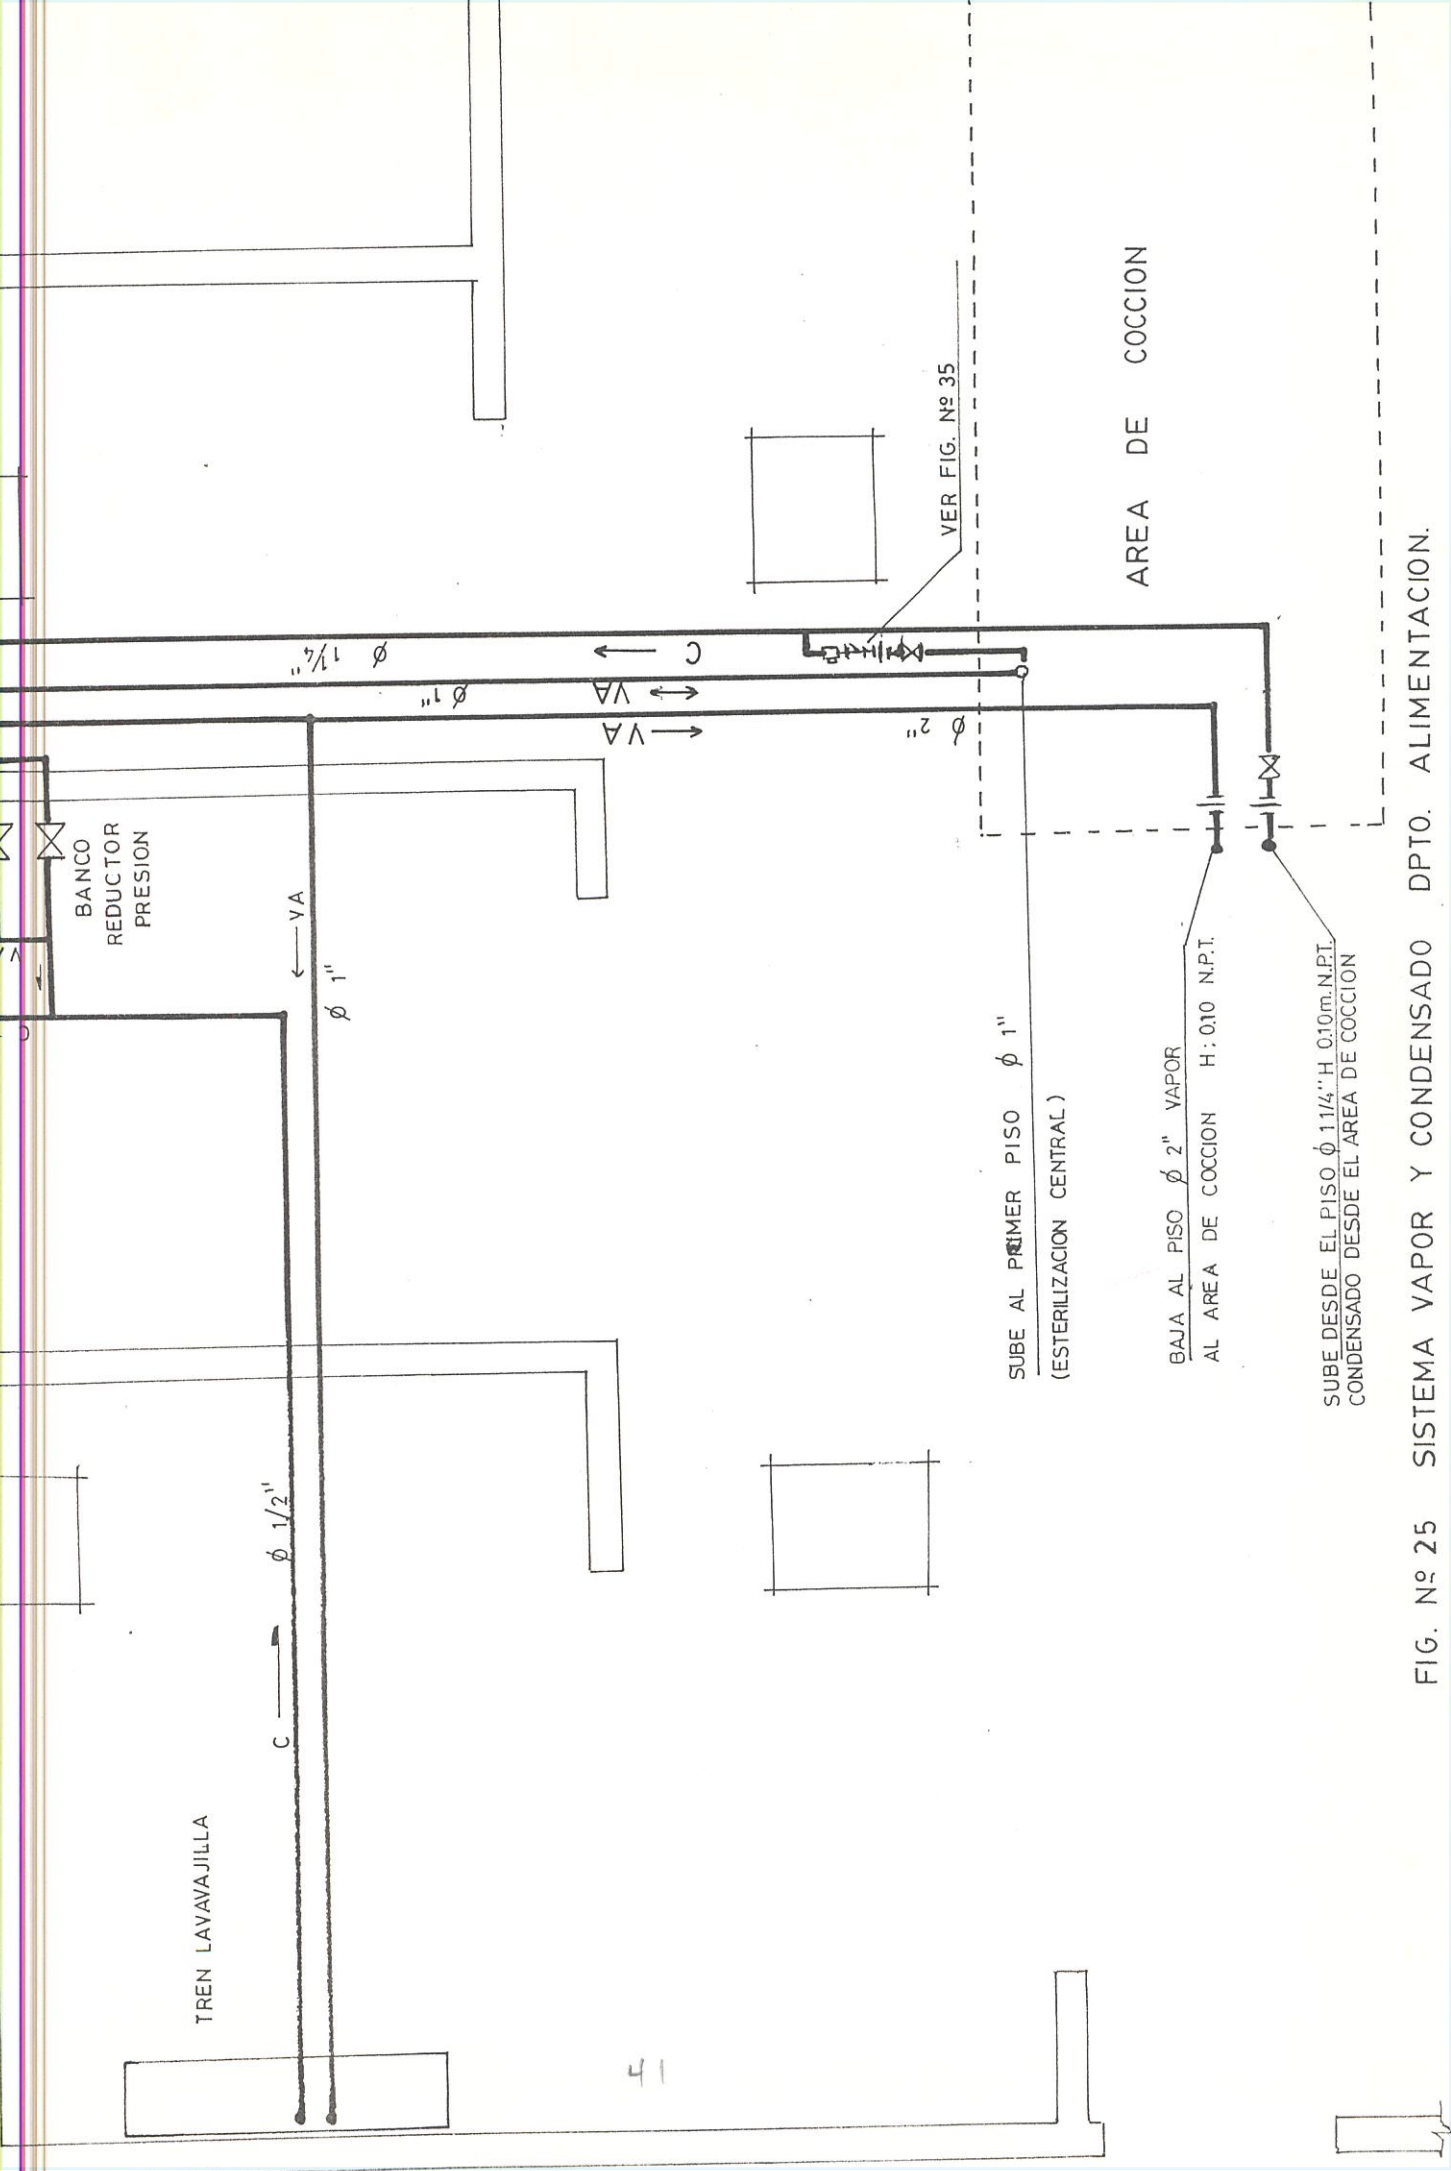 BANCO
REDUCTOR
PRESION
VA
Ø 1"
Ø 1 1/4"
C
Ø 1"
VA
VA
Ø 2"
VER FIG. Nº 35
AREA DE COCCION
TREN LAVAVAJILLA
C
Ø 1/2"
SUBE AL PRIMER PISO Ø 1"
(ESTERILIZACION CENTRAL)
BAJA AL PISO Ø 2" VAPOR
AL AREA DE COCCION H: 0.10 N.P.T.
SUBE DESDE EL PISO Ø 1 1/4" H 0.10m. N.P.T.
CONDENSADO DESDE EL AREA DE COCCION
41
FIG. Nº 25 SISTEMA VAPOR Y CONDENSADO DPTO. ALIMENTACION.